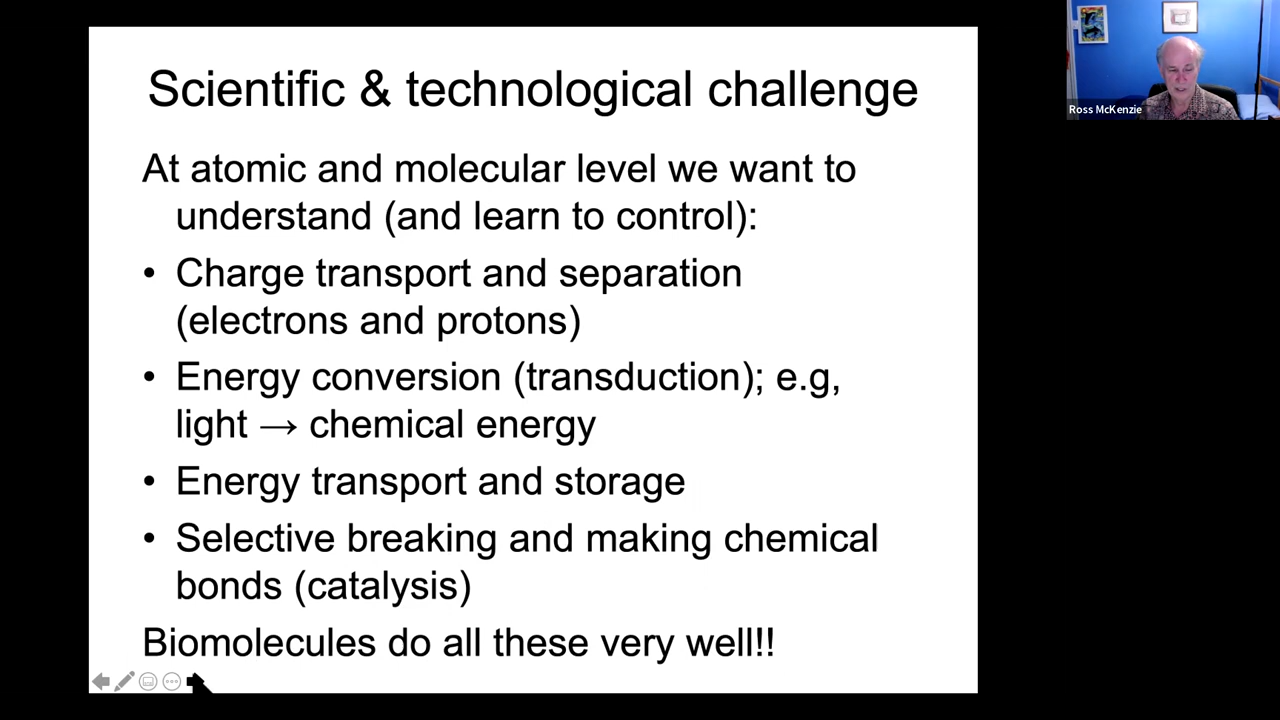 Scientific & technological challenge
At atomic and molecular level we want to
understand (and learn to control):
• Charge transport and separation
(electrons and protons)
• Energy conversion (transduction); e.g,
light → chemical energy
• Energy transport and storage
• Selective breaking and making chemical
bonds (catalysis)
Biomolecules do all these very well!!
Ross McKenzie